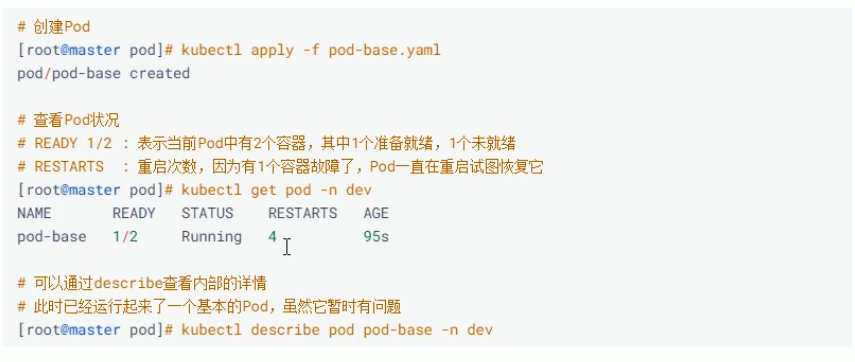 # 创建Pod
[root@master pod]# kubectl apply -f pod-base.yaml
pod/pod-base created
# 查看Pod状况
# READY 1/2 : 表示当前Pod中有2个容器，其中1个准备就绪，1个未就绪
# RESTARTS  : 重启次数，因为有1个容器故障了，Pod一直在重启试图恢复它
[root@master pod]# kubectl get pod -n dev
NAME       READY   STATUS    RESTARTS   AGE
pod-base   1/2     Running   4          95s
# 可以通过describe查看内部的详情
# 此时已经运行起来了一个基本的Pod，虽然它暂时有问题
[root@master pod]# kubectl describe pod pod-base -n dev